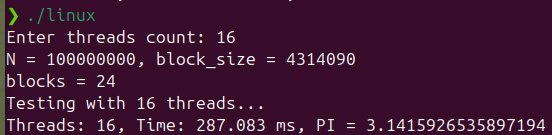 ❯ ./linux
Enter threads count: 16
N = 100000000, block_size = 4314090
blocks = 24
Testing with 16 threads...
Threads: 16, Time: 287.083 ms, PI = 3.1415926535897194